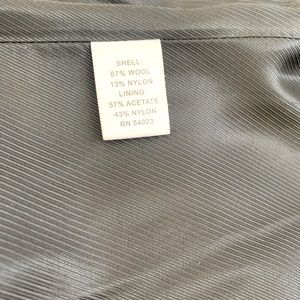 SHELL:
87% WOOL
13% NYLON
LINING:
57% ACETATE
43% NYLON
RN 54023